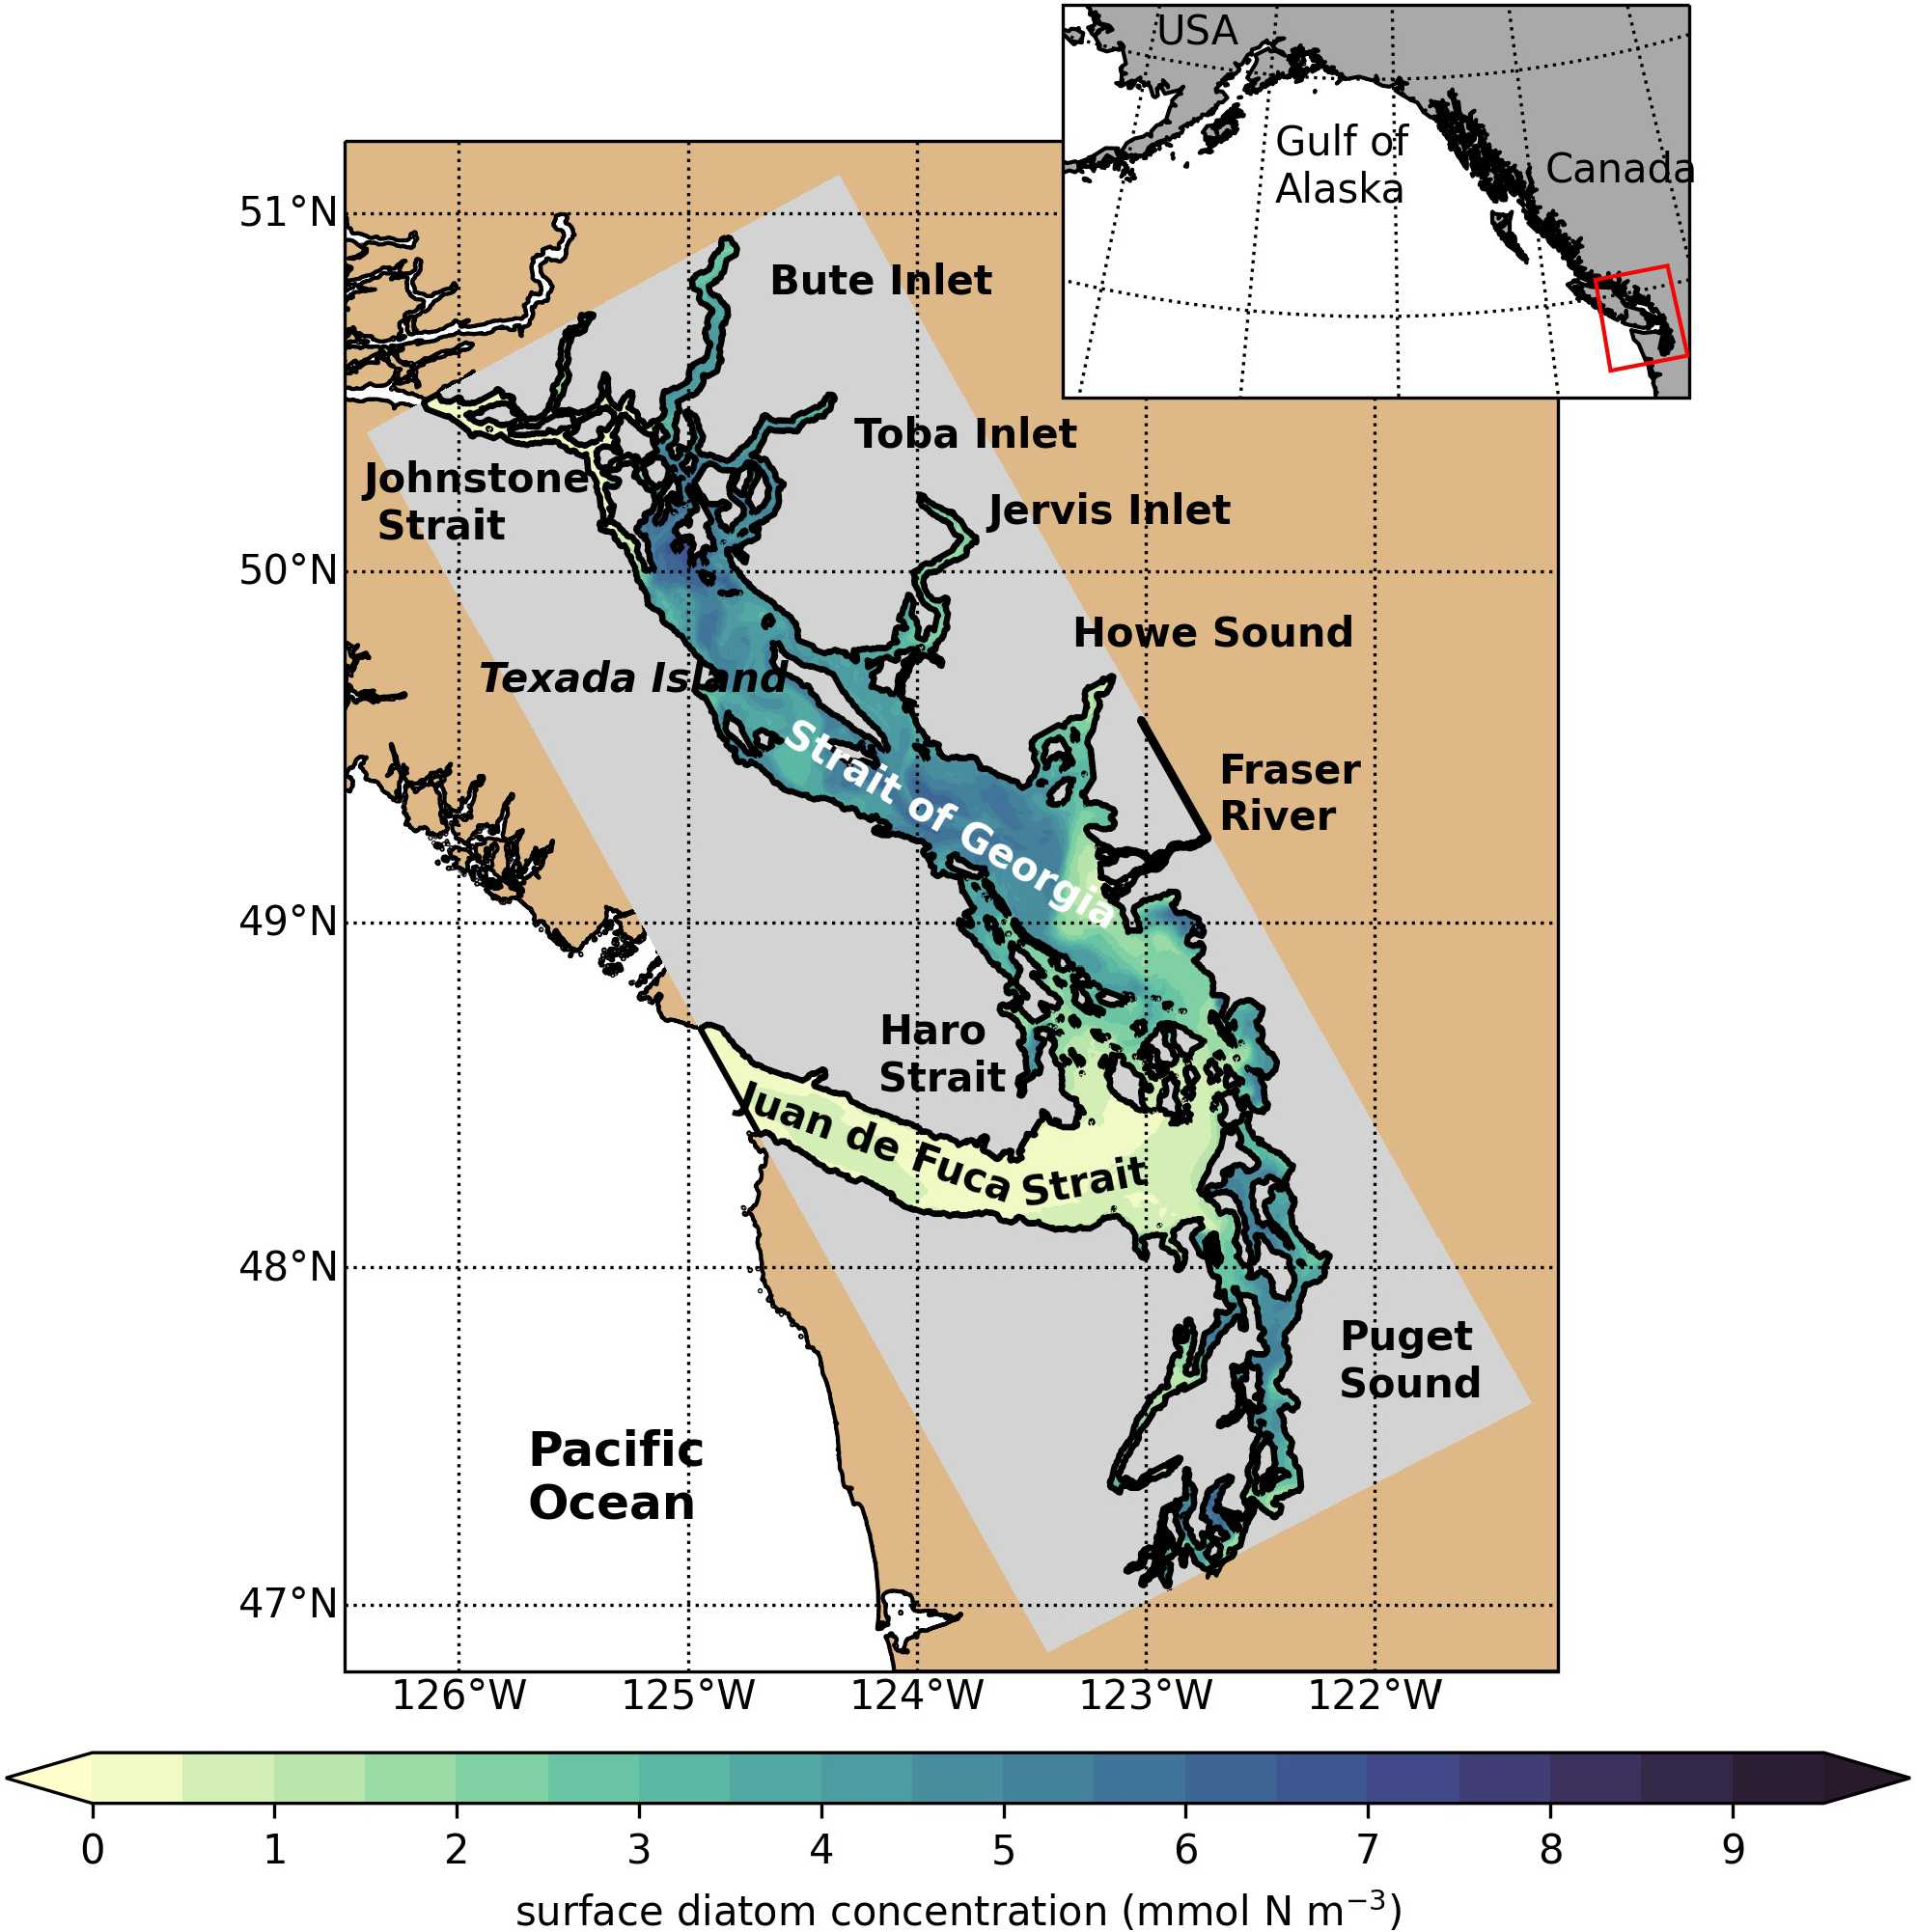 USA
Gulf of
Alaska
Canada
51°N
50°N
49°N
48°N
47°N
Bute Inlet
Toba Inlet
Johnstone
Strait
Jervis Inlet
Howe Sound
Texada Island
Strait of Georgia
Fraser
River
Haro
Strait
Juan de Fuca Strait
Puget
Sound
Pacific
Ocean
126°W 125°W 124°W 123°W 122°W
0 1 2 3 4 5 6 7 8 9
surface diatom concentration (mmol N m⁻³)